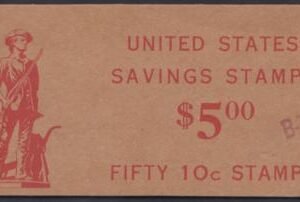 UNITED STATES
SAVINGS STAMP
$5.00
FIFTY 10c STAMP